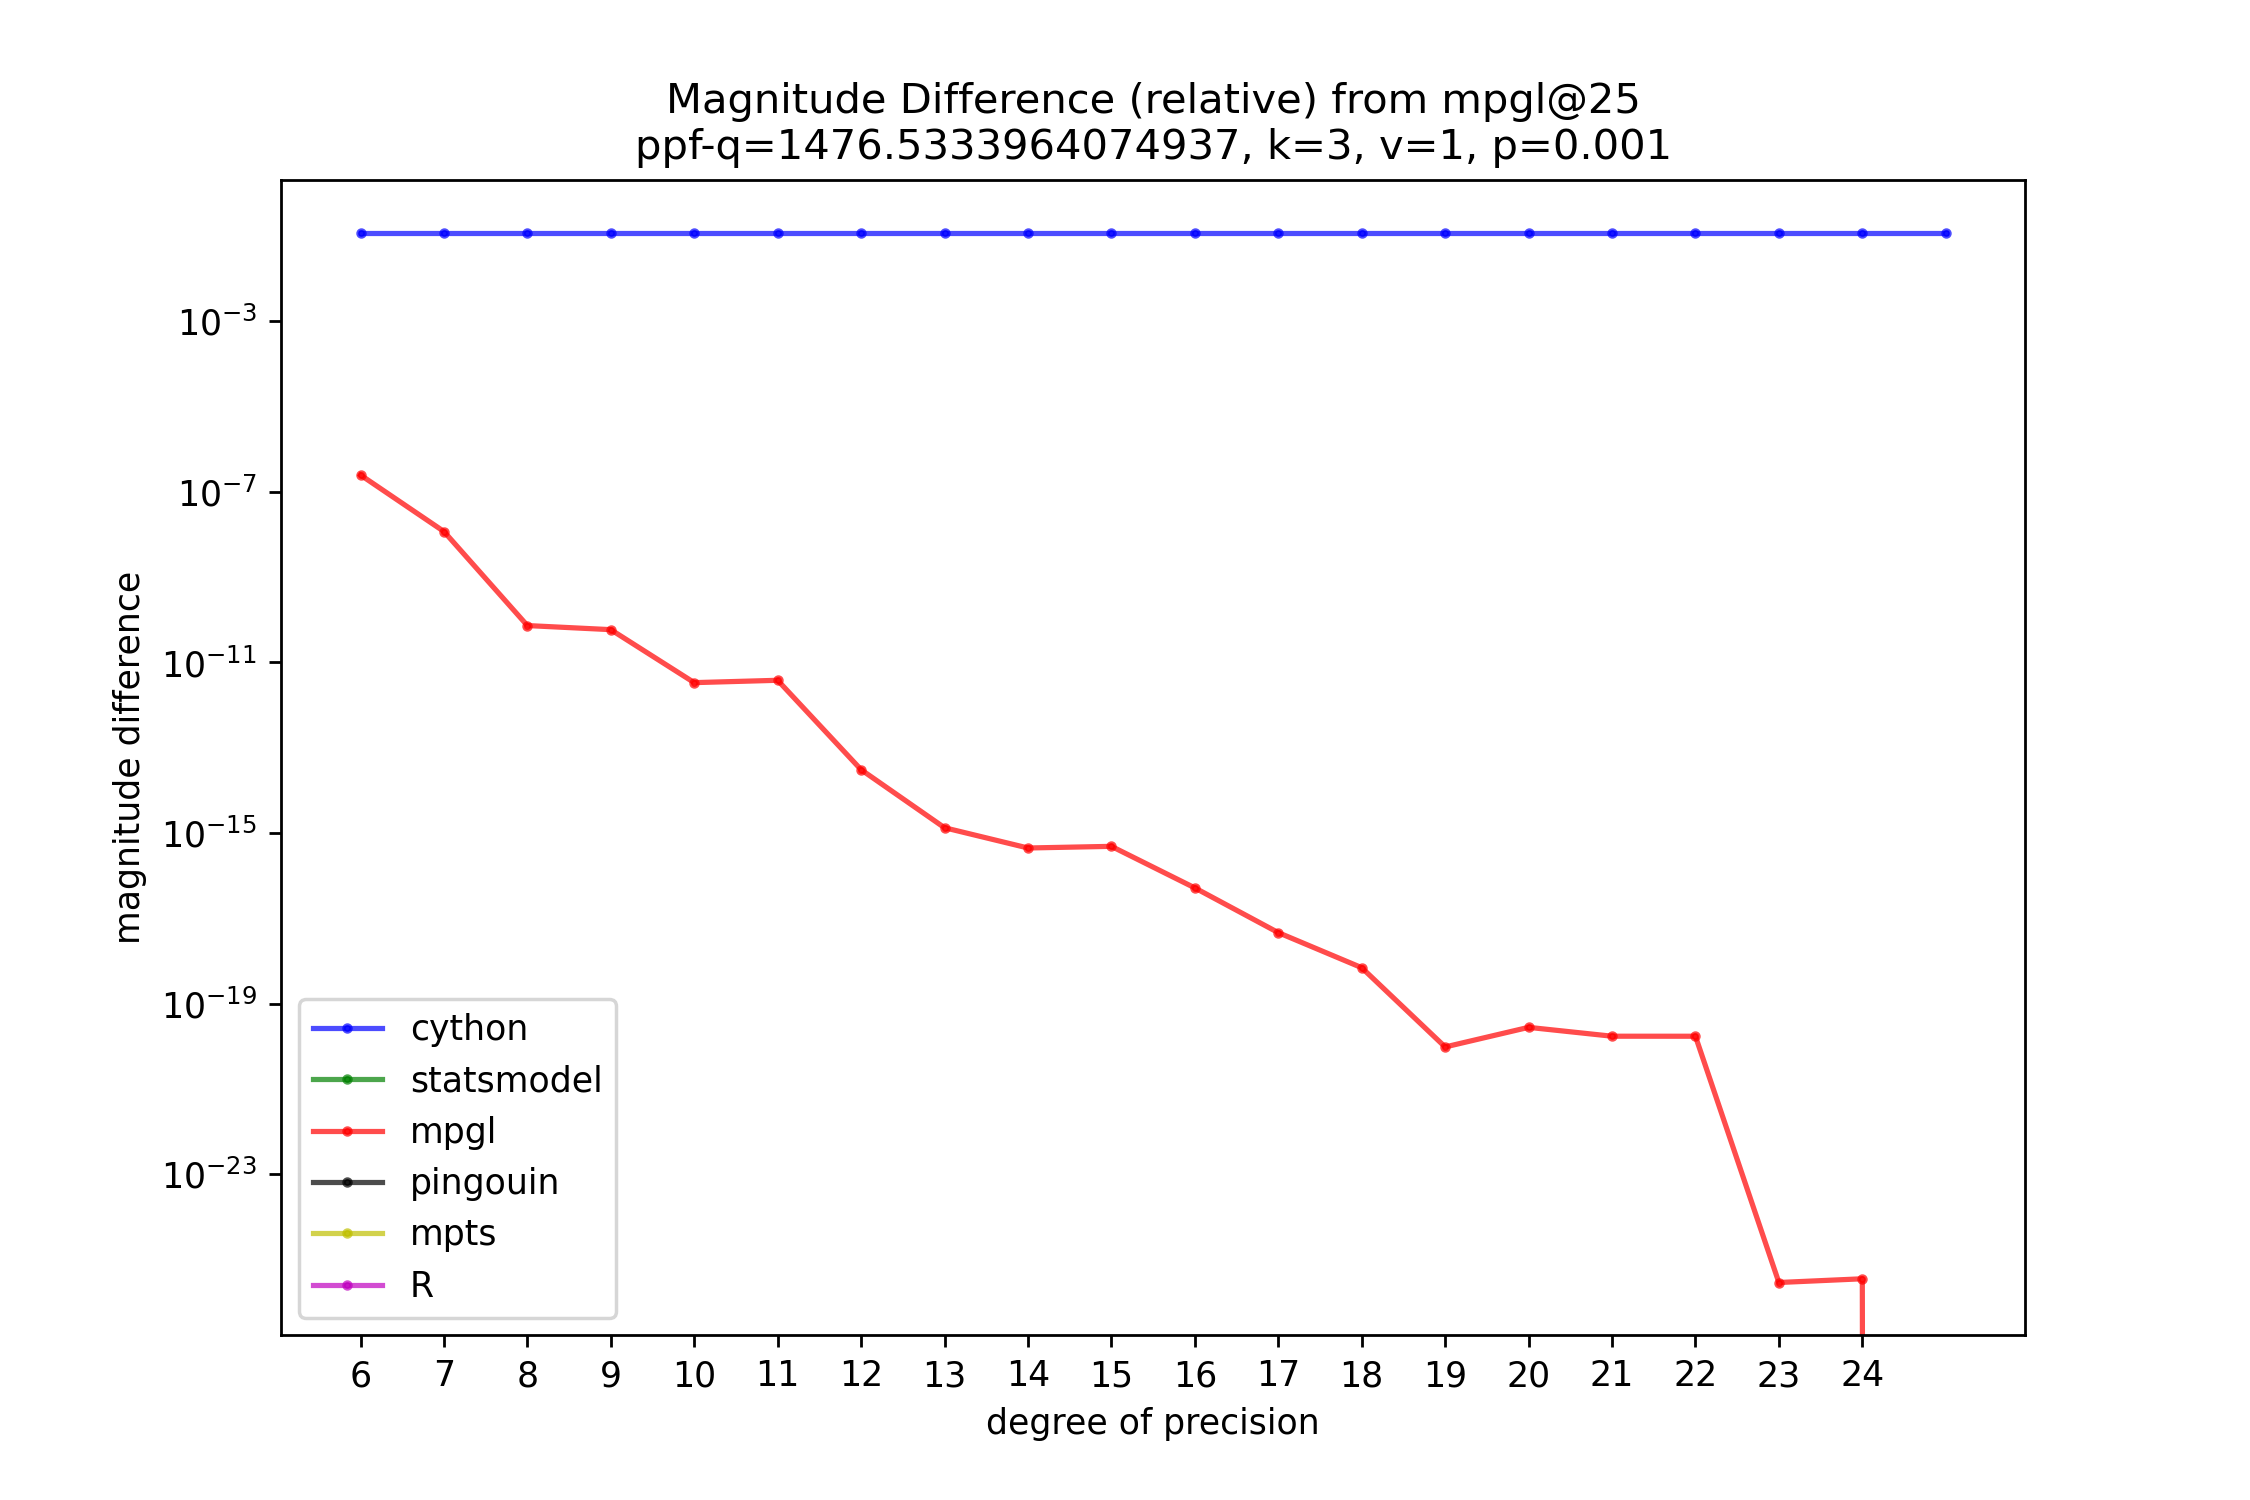 Magnitude Difference (relative) from mpgl@25
ppf-q=1476.5333964074937, k=3, v=1, p=0.001
magnitude difference
10⁻³
10⁻⁷
10⁻¹¹
10⁻¹⁵
10⁻¹⁹
10⁻²³
cython
statsmodel
mpgl
pingouin
mpts
R
6 7 8 9 10 11 12 13 14 15 16 17 18 19 20 21 22 23 24
degree of precision